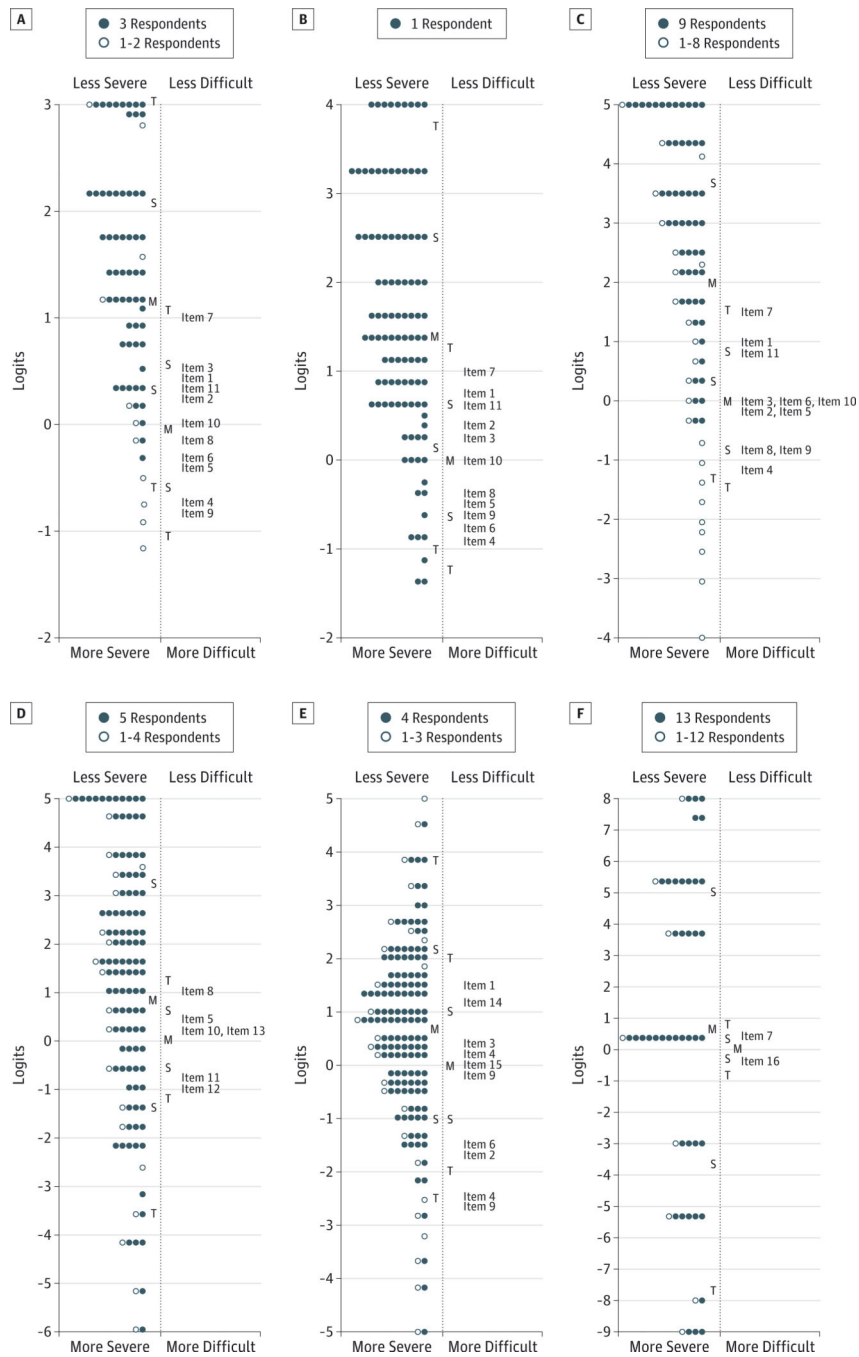 A
3 Respondents
1-2 Respondents
Less Severe Less Difficult
3
2
1
0
-1
-2
Logits
T
S
M
S
T
T
S
M
S
T
Item 7
Item 3
Item 1
Item 11
Item 2
Item 10
Item 8
Item 6
Item 5
Item 4
Item 9
More Severe More Difficult
B
1 Respondent
Less Severe Less Difficult
4
3
2
1
0
-1
-2
Logits
T
S
M
S
T
T
S
M
S
T
Item 7
Item 1
Item 11
Item 2
Item 3
Item 10
Item 8
Item 5
Item 9
Item 6
Item 4
More Severe More Difficult
C
9 Respondents
1-8 Respondents
Less Severe Less Difficult
5
4
3
2
1
0
-1
-2
-3
-4
Logits
S
M
S
T
T
S
M
S
T
Item 7
Item 1
Item 11
Item 3, Item 6, Item 10
Item 2, Item 5
Item 8, Item 9
Item 4
More Severe More Difficult
D
5 Respondents
1-4 Respondents
Less Severe Less Difficult
5
4
3
2
1
0
-1
-2
-3
-4
-5
-6
Logits
S
M
S
T
T
S
M
S
T
Item 8
Item 5
Item 10, Item 13
Item 11
Item 12
More Severe More Difficult
E
4 Respondents
1-3 Respondents
Less Severe Less Difficult
5
4
3
2
1
0
-1
-2
-3
-4
-5
Logits
T
S
M
S
T
T
S
M
S
T
Item 1
Item 14
Item 3
Item 4
Item 15
Item 9
Item 6
Item 2
Item 4
Item 9
More Severe More Difficult
F
13 Respondents
1-12 Respondents
Less Severe Less Difficult
8
7
6
5
4
3
2
1
0
-1
-2
-3
-4
-5
-6
-7
-8
-9
Logits
S
M
S
T
T
S
M
S
T
Item 7
Item 16
More Severe More Difficult